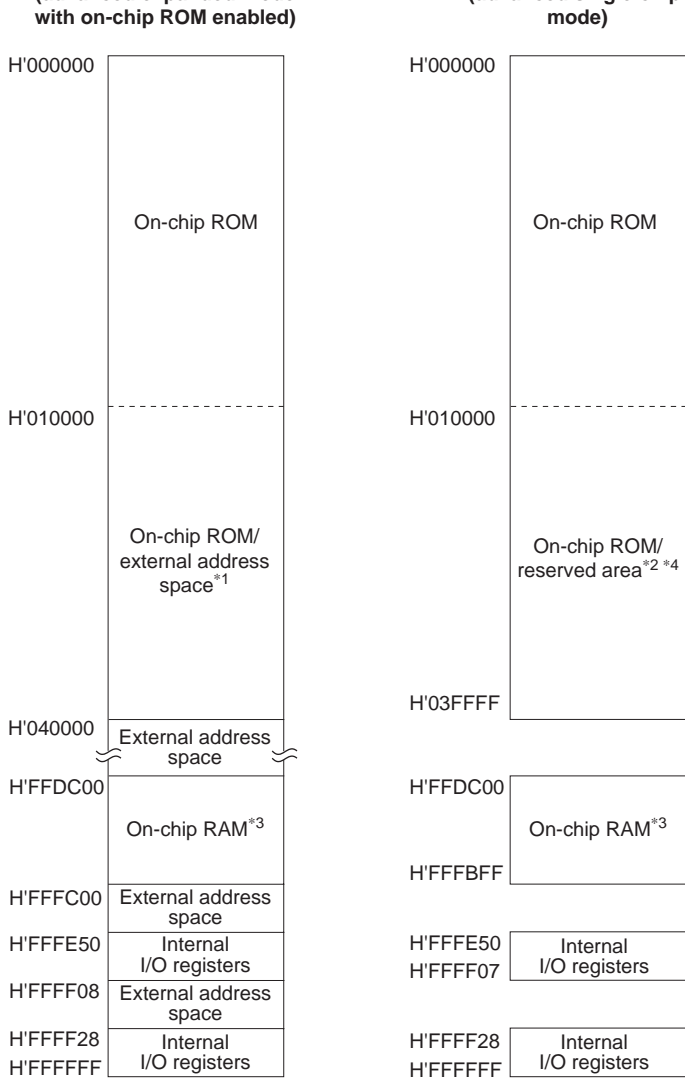 with on-chip ROM enabled)
H'000000
On-chip ROM
H'010000
On-chip ROM/
external address
space*1
H'040000
External address
space
H'FFDC00
On-chip RAM*3
H'FFFC00
External address
space
H'FFFE50
Internal
I/O registers
H'FFFF08
External address
space
H'FFFF28
Internal
I/O registers
H'FFFFFF
mode)
H'000000
On-chip ROM
H'010000
On-chip ROM/
reserved area*2 *4
H'03FFFF
H'FFDC00
On-chip RAM*3
H'FFFBFF
H'FFFE50
Internal
I/O registers
H'FFFF07
H'FFFF28
Internal
I/O registers
H'FFFFFF